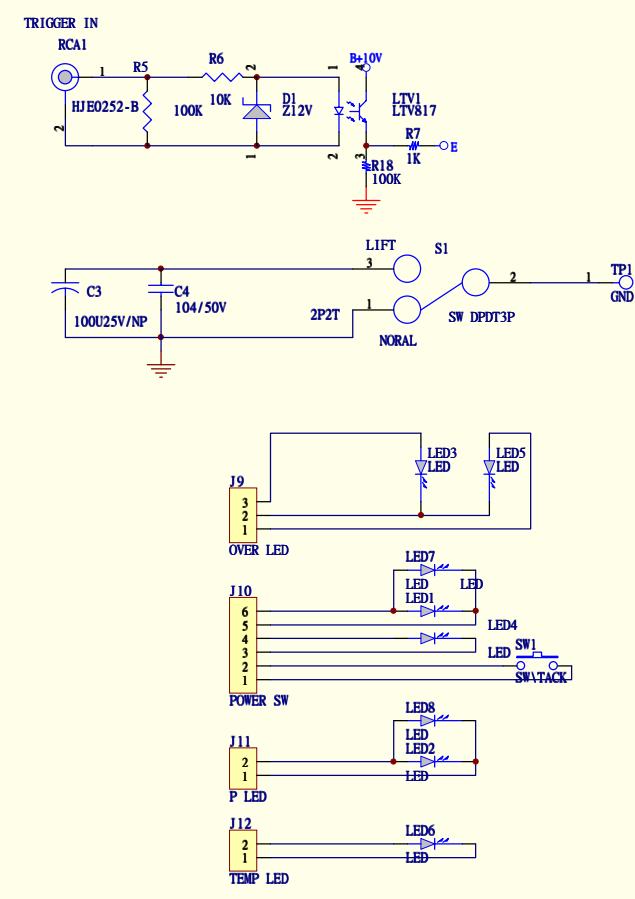 TRIGGER IN
RCA1
1
R5
R6
2
1
4
B+10V
HJE0252-B
100K
10K
D1
Z12V
LTV1
LTV817
2
1
2
3
R7
1K
E
R18
100K
LIFT
S1
3
2
1
TP1
GND
C3
C4
104/50V
100U25V/NP
2P2T
1
SW DPDT3P
NORAL
J9
LED3
LED
LED5
LED
3
2
1
OVER LED
LED7
J10
LED
LED
LED1
6
5
LED4
4
3
LED
SW1
2
1
SW\TACK
POWER SW
LED8
LED
J11
LED2
2
1
LED
P LED
J12
LED6
2
1
LED
TEMP LED